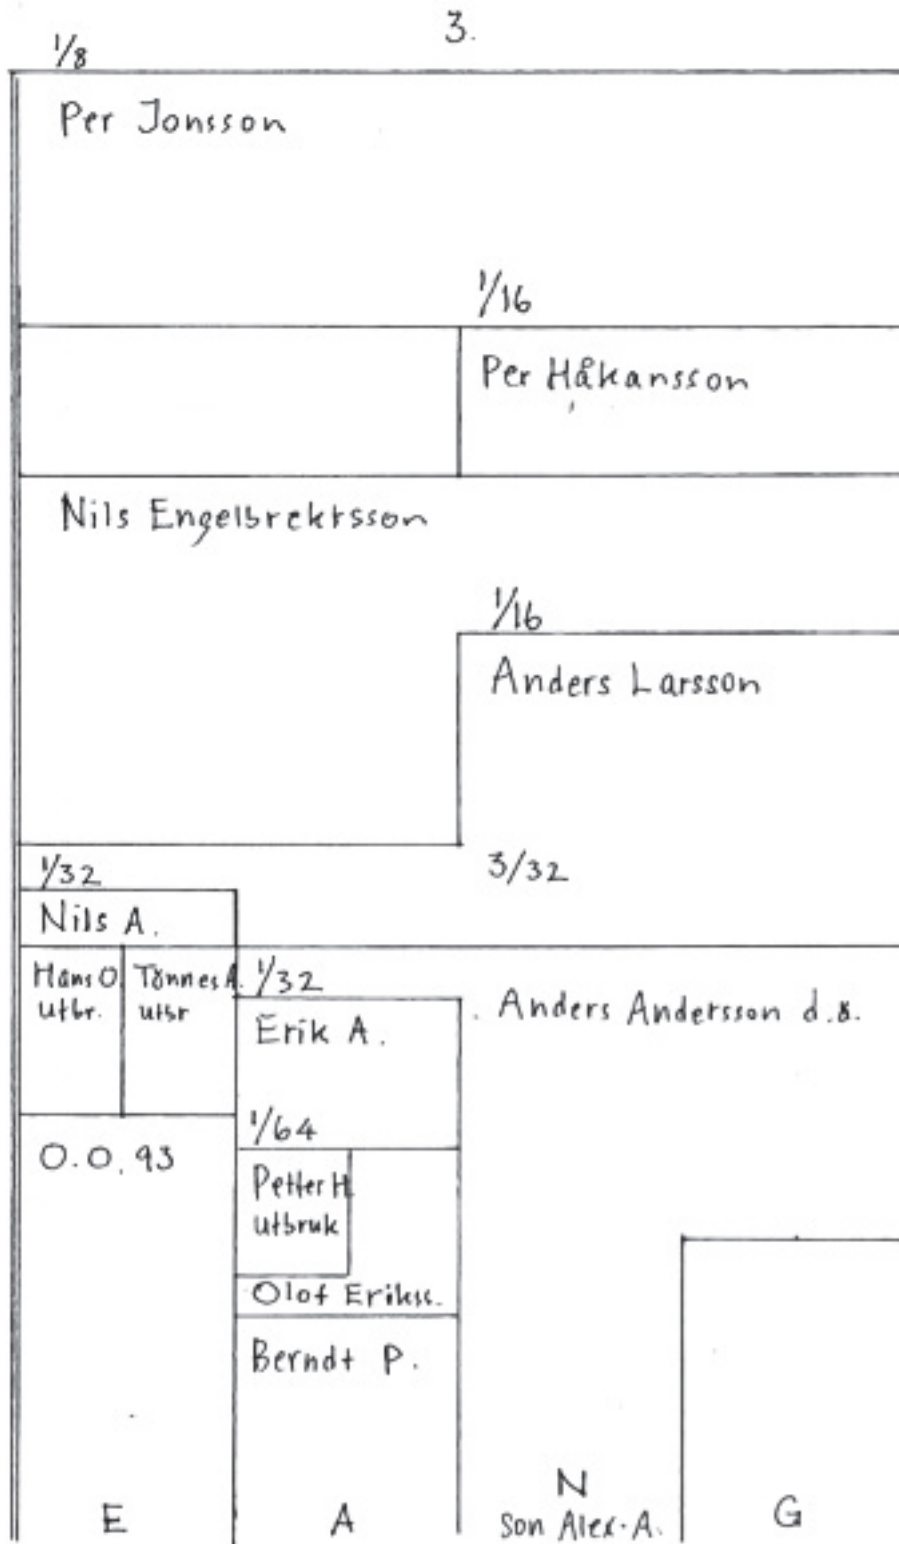 3.
1/8
Per Jonsson
1/16
Per Håkansson
Nils Engelbrektsson
1/16
Anders Larsson
1/32
3/32
Nils A.
Hans O
utbr.
Tönnes A.
utbr
1/32
Erik A.
Anders Andersson d.ä.
1/64
O.O. 93
Petter H
utbruk
Olof Erikss.
Berndt P.
E
A
N
son Alex. A.
G